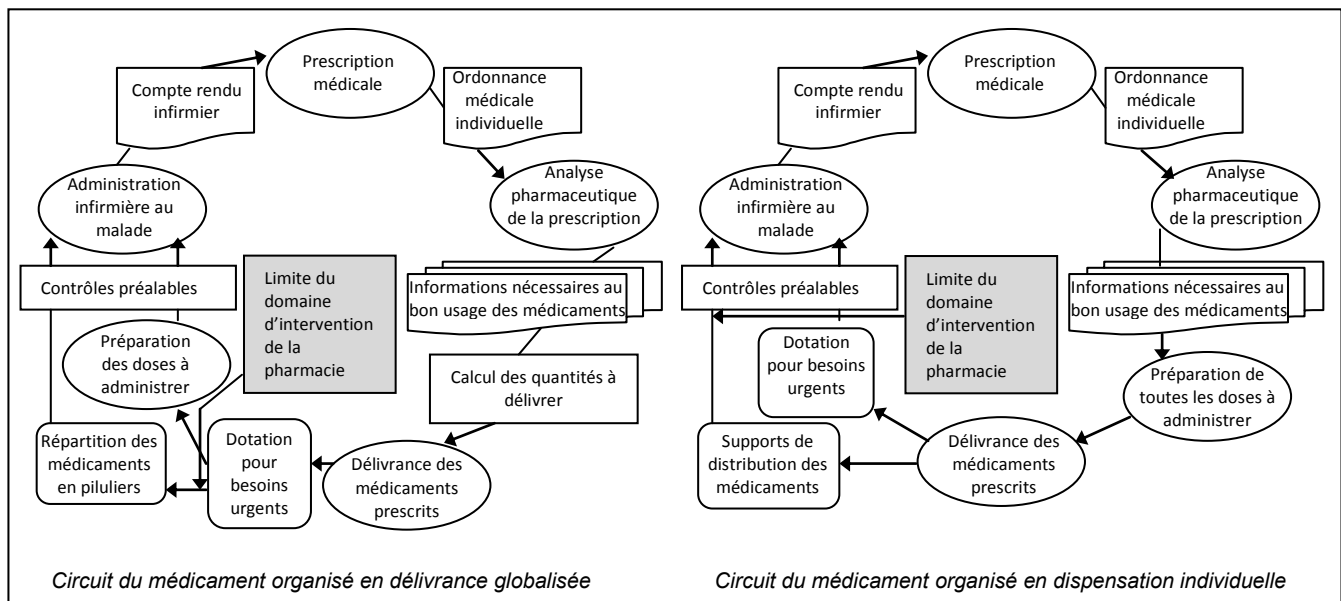 Prescription
médicale
Compte rendu
infirmier
Ordonnance
médicale
individuelle
Administration
infirmière au
malade
Analyse
pharmaceutique
de la prescription
Contrôles préalables
Limite du
domaine
d'intervention
de la
pharmacie
Informations nécessaires au
bon usage des médicaments
Préparation
des doses à
administrer
Calcul des quantités à
délivrer
Répartition des
médicaments
en piluliers
Dotation
pour
besoins
urgents
Délivrance des
médicaments
prescrits
Circuit du médicament organisé en délivrance globalisée
Prescription
médicale
Compte rendu
infirmier
Ordonnance
médicale
individuelle
Administration
infirmière au
malade
Analyse
pharmaceutique
de la prescription
Contrôles préalables
Limite du
domaine
d'intervention
de la
pharmacie
Informations nécessaires au
bon usage des médicaments
Dotation
pour besoins
urgents
Préparation de
toutes les doses à
administrer
Supports de
distribution des
médicaments
Délivrance des
médicaments
prescrits
Circuit du médicament organisé en dispensation individuelle